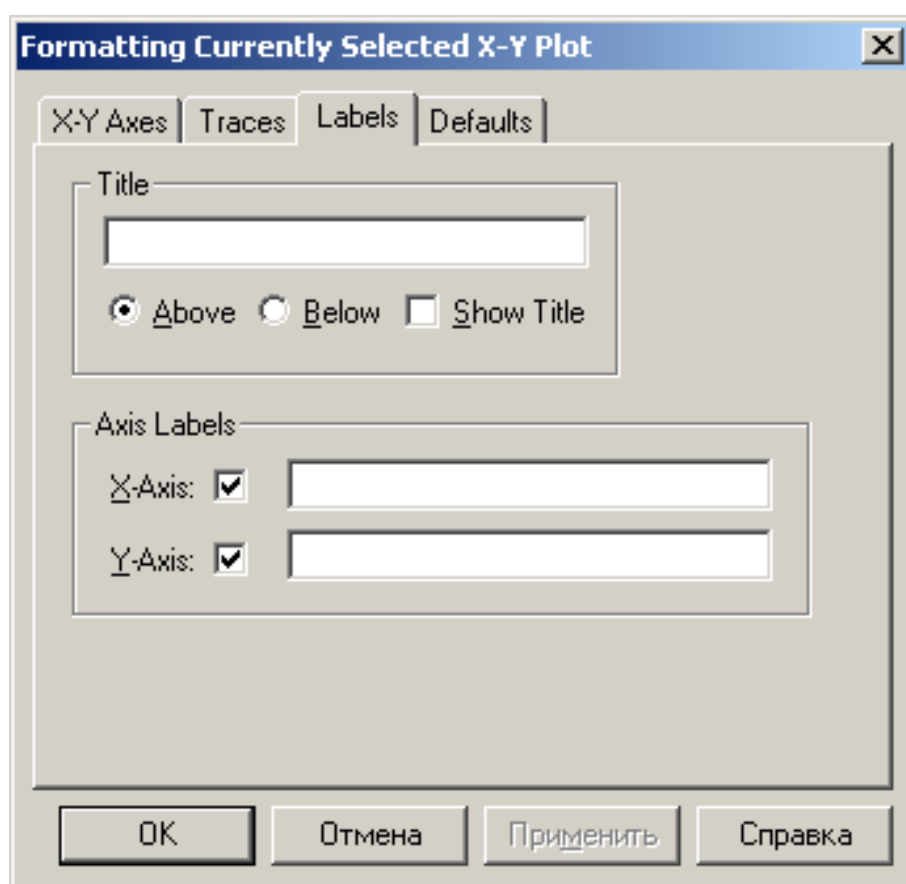 Formatting Currently Selected X-Y Plot
X-Y Axes Traces Labels Defaults
Title
Above Below Show Title
Axis Labels
X-Axis:
Y-Axis:
OK Отмена Применить Справка